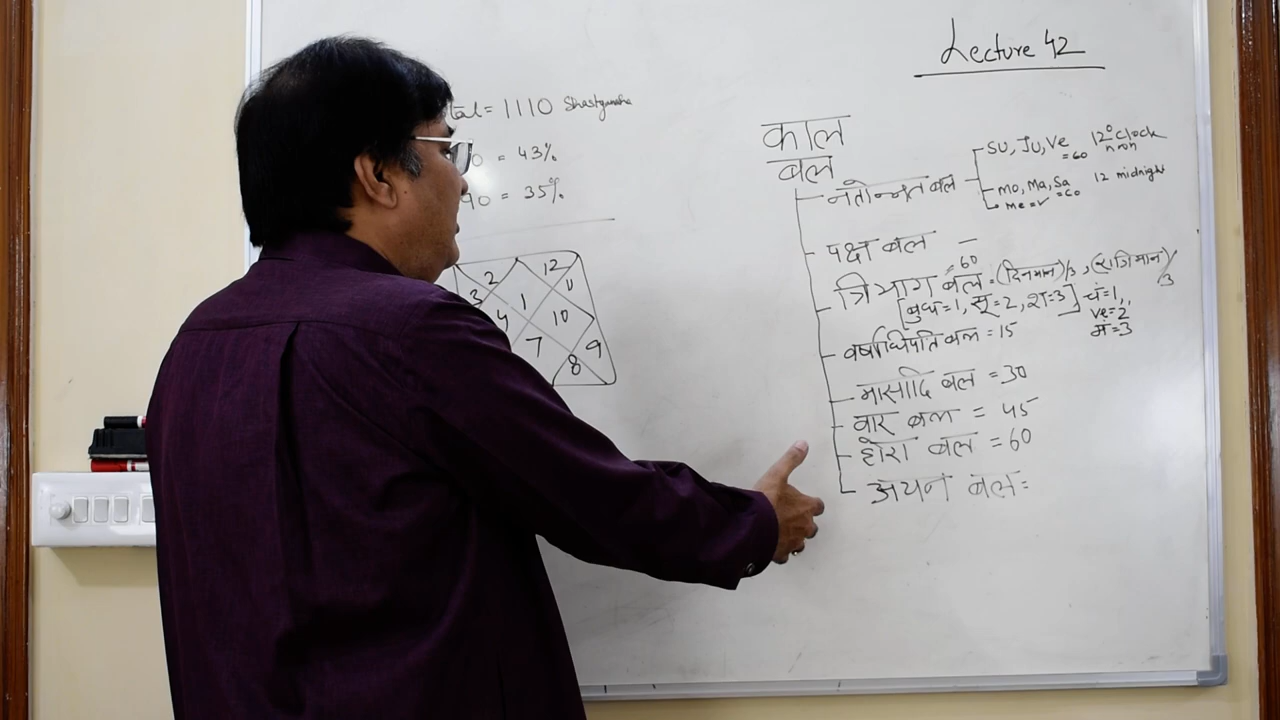 Lecture 42
tal = 1110 Shastyamsha
0 = 43%
90 = 35%
2 12
3 1 11
4 10
7 9
8
काल
बल
नतोन्नत बल
SU, JU, Ve = 60 12 o'clock noon
Mo, Ma, Sa = 60 12 midnight
Me = ✓
पक्ष बल – 60
त्रिभाग बल = (दिनमान)/3, (रात्रिमान)/3
[बुध=1, सू=2, श=3] चं=1,
ve=2
मं=3
वर्षाधिपति बल = 15
मासादि बल = 30
वार बल = 45
होरा बल = 60
अयन बल =